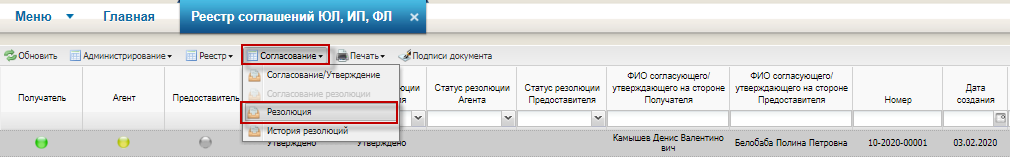 Меню Главная Реестр соглашений ЮЛ, ИП, ФЛ
Обновить Администрирование Реестр Согласование Печать Подписи документа
Согласование/Утверждение
Согласование резолюции
Резолюция
История резолюций
Получатель Агент Предоставитель
Статус резолюции Агента
Статус резолюции Предоставителя
ФИО согласующего/ утверждающего на стороне Получателя
ФИО согласующего/ утверждающего на стороне Предоставителя
Номер
Дата создания
Утверждено Утверждено Камышев Денис Валентино
вич
Белобаба Полина Петровна 10-2020-00001 03.02.2020